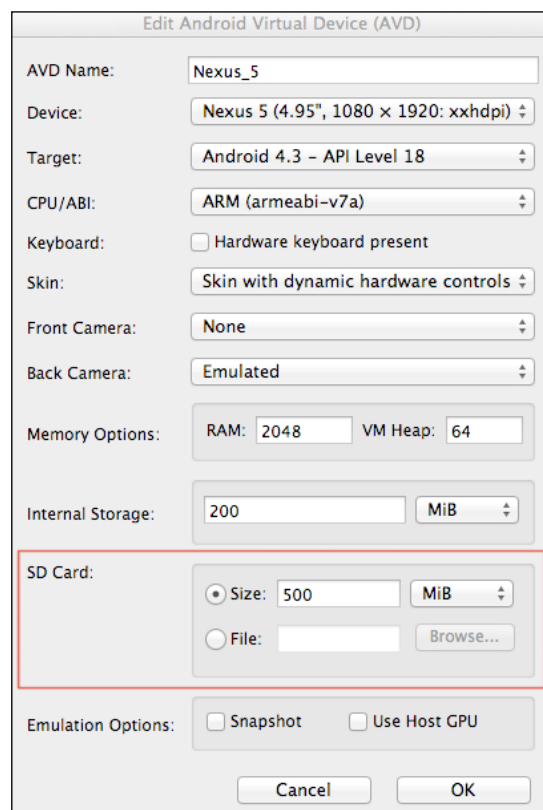 Edit Android Virtual Device (AVD)
AVD Name: Nexus_5
Device: Nexus 5 (4.95", 1080 × 1920: xxhdpi)
Target: Android 4.3 – API Level 18
CPU/ABI: ARM (armeabi-v7a)
Keyboard: Hardware keyboard present
Skin: Skin with dynamic hardware controls
Front Camera: None
Back Camera: Emulated
Memory Options: RAM: 2048 VM Heap: 64
Internal Storage: 200 MiB
SD Card:
Size: 500 MiB
File: Browse...
Emulation Options: Snapshot Use Host GPU
Cancel OK